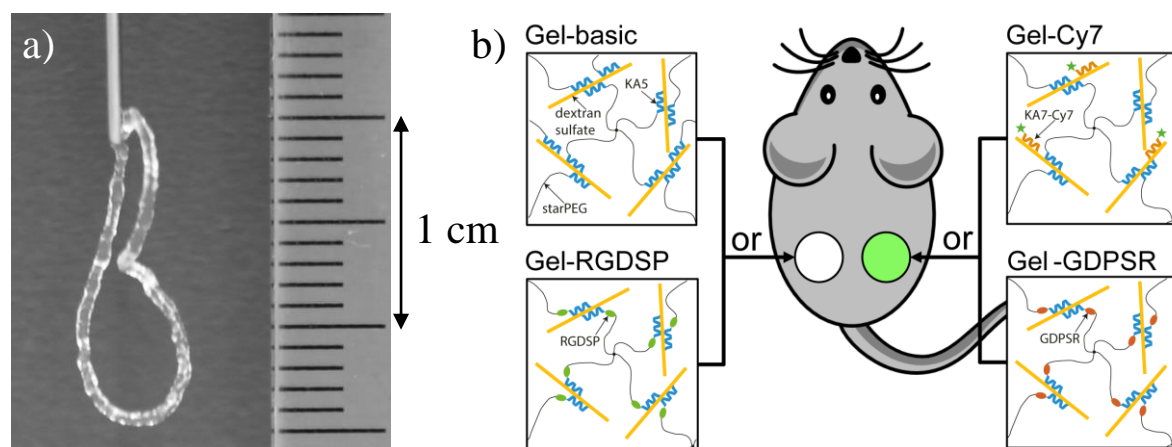 a)
1 cm
b)
Gel-basic
KA5
dextran
sulfate
starPEG
or
Gel-RGDSP
RGDSP
Gel-Cy7
KA7-Cy7
or
Gel -GDPSR
GDPSR